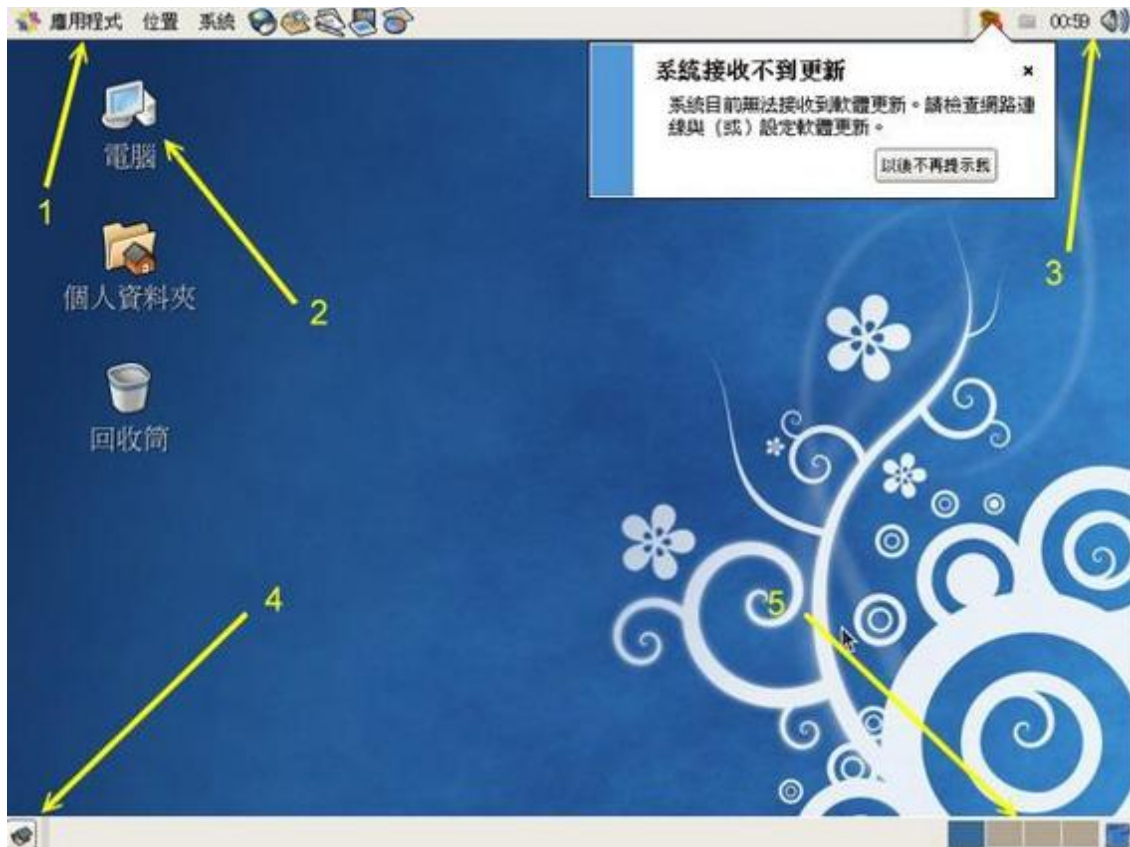 應用程式 位置 系統 00:59
系統接收不到更新 ×
系統目前無法接收到軟體更新。請檢查網路連
線與（或）設定軟體更新。
以後不再提示我
電腦
1
2
3
個人資料夾
回收筒
4
5